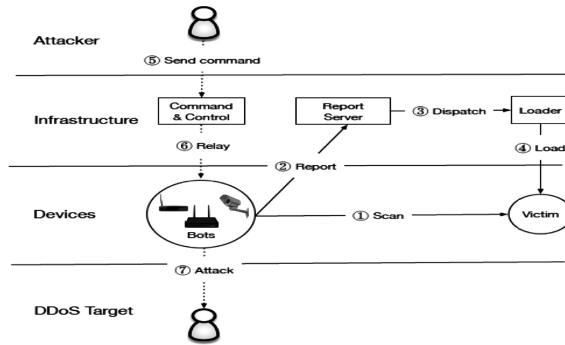 Attacker
⑤ Send command
Infrastructure
Command
& Control
Report
Server
③ Dispatch
Loader
⑥ Relay
② Report
④ Load
Devices
Bots
① Scan
Victim
⑦ Attack
DDoS Target